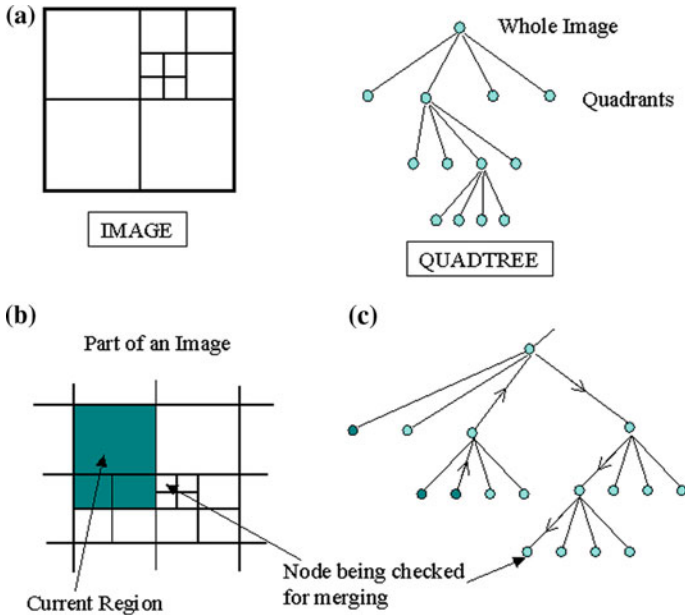 (a)
Whole Image
Quadrants
IMAGE
QUADTREE
(b)
Part of an Image
(c)
Current Region
Node being checked
for merging